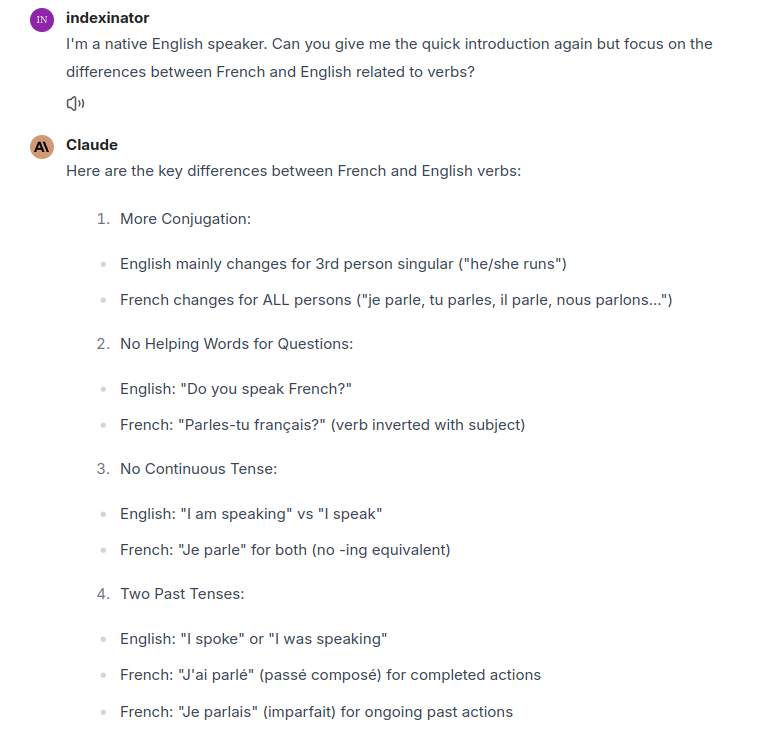 IN
indexinator
I'm a native English speaker. Can you give me the quick introduction again but focus on the
differences between French and English related to verbs?
A\
Claude
Here are the key differences between French and English verbs:
1. More Conjugation:
• English mainly changes for 3rd person singular ("he/she runs")
• French changes for ALL persons ("je parle, tu parles, il parle, nous parlons...")
2. No Helping Words for Questions:
• English: "Do you speak French?"
• French: "Parles-tu français?" (verb inverted with subject)
3. No Continuous Tense:
• English: "I am speaking" vs "I speak"
• French: "Je parle" for both (no -ing equivalent)
4. Two Past Tenses:
• English: "I spoke" or "I was speaking"
• French: "J'ai parlé" (passé composé) for completed actions
• French: "Je parlais" (imparfait) for ongoing past actions